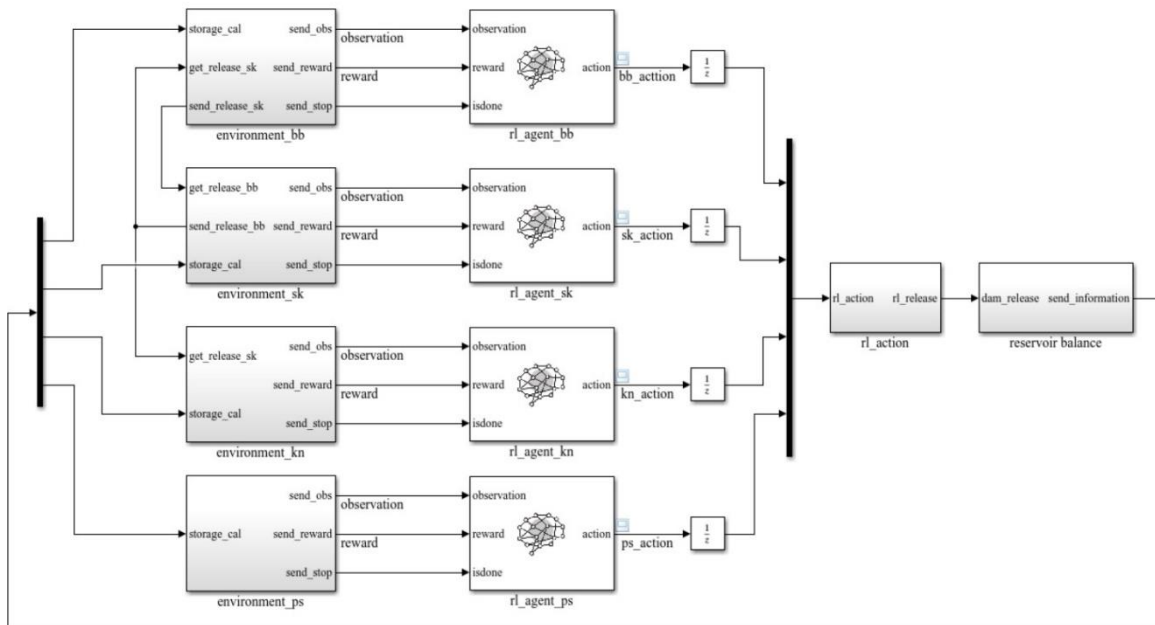 storage_cal
get_release_sk
send_release_sk
send_obs
send_reward
send_stop
environment_bb
observation
reward
observation
reward
isdone
action
rl_agent_bb
bb_acttion
1
z
get_release_bb
send_release_bb
storage_cal
send_obs
send_reward
send_stop
environment_sk
observation
reward
observation
reward
isdone
action
rl_agent_sk
sk_action
1
z
get_release_sk
storage_cal
send_obs
send_reward
send_stop
environment_kn
observation
reward
observation
reward
isdone
action
rl_agent_kn
kn_action
1
z
storage_cal
send_obs
send_reward
send_stop
environment_ps
observation
reward
observation
reward
isdone
action
rl_agent_ps
ps_action
1
z
rl_action
rl_release
rl_action
dam_release
send_information
reservoir balance